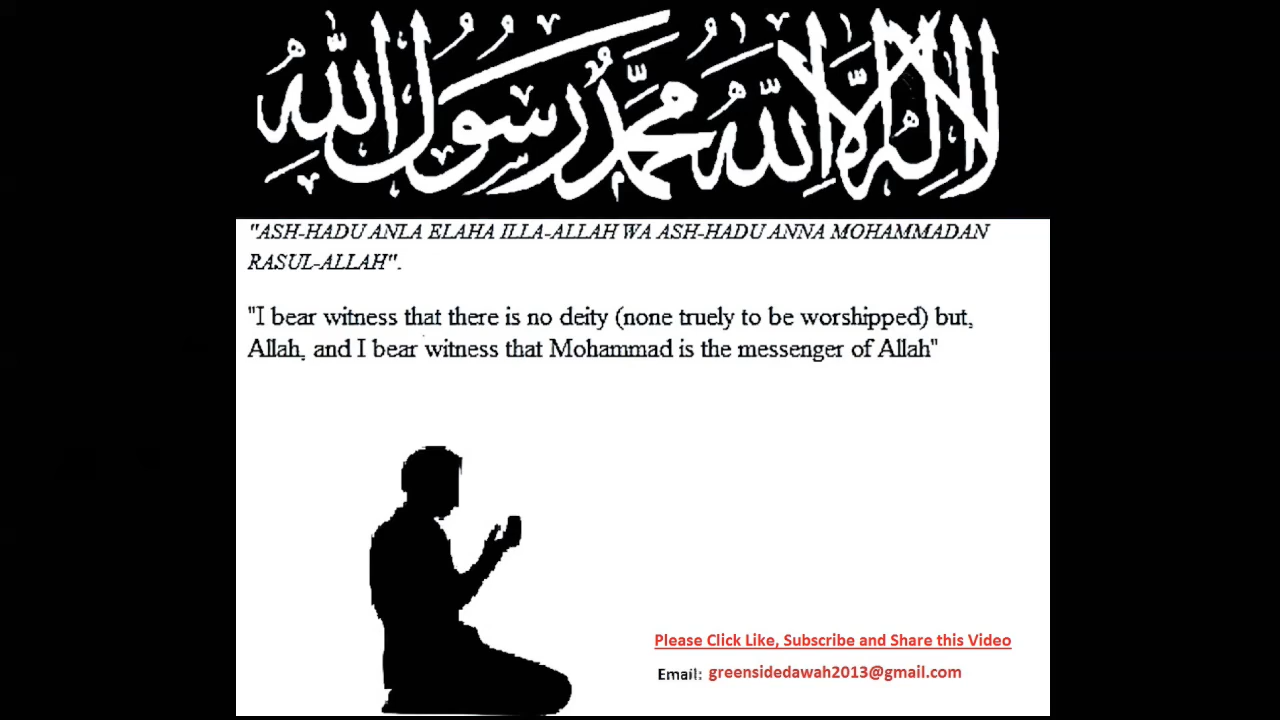 لا إله إلا الله محمد رسول الله
"ASH-HADU ANLA ELAHA ILLA-ALLAH WA ASH-HADU ANNA MOHAMMADAN
RASUL-ALLAH".
"I bear witness that there is no deity (none truely to be worshipped) but,
Allah, and I bear witness that Mohammad is the messenger of Allah"
Please Click Like, Subscribe and Share this Video
Email: greensidedawah2013@gmail.com